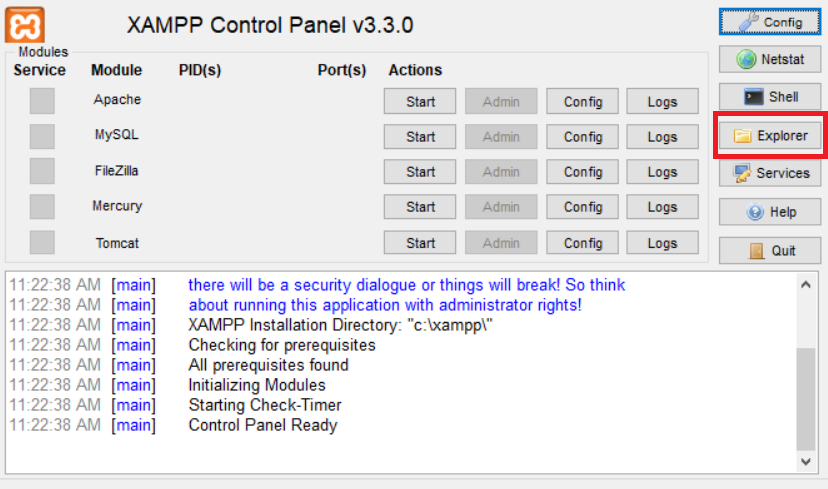 XAMPP Control Panel v3.3.0
Modules
Service Module PID(s) Port(s) Actions
Apache Start Admin Config Logs
MySQL Start Admin Config Logs
FileZilla Start Admin Config Logs
Mercury Start Admin Config Logs
Tomcat Start Admin Config Logs
Config
Netstat
Shell
Explorer
Services
Help
Quit
11:22:38 AM [main] there will be a security dialogue or things will break! So think
11:22:38 AM [main] about running this application with administrator rights!
11:22:38 AM [main] XAMPP Installation Directory: "c:\xampp\"
11:22:38 AM [main] Checking for prerequisites
11:22:38 AM [main] All prerequisites found
11:22:38 AM [main] Initializing Modules
11:22:38 AM [main] Starting Check-Timer
11:22:38 AM [main] Control Panel Ready